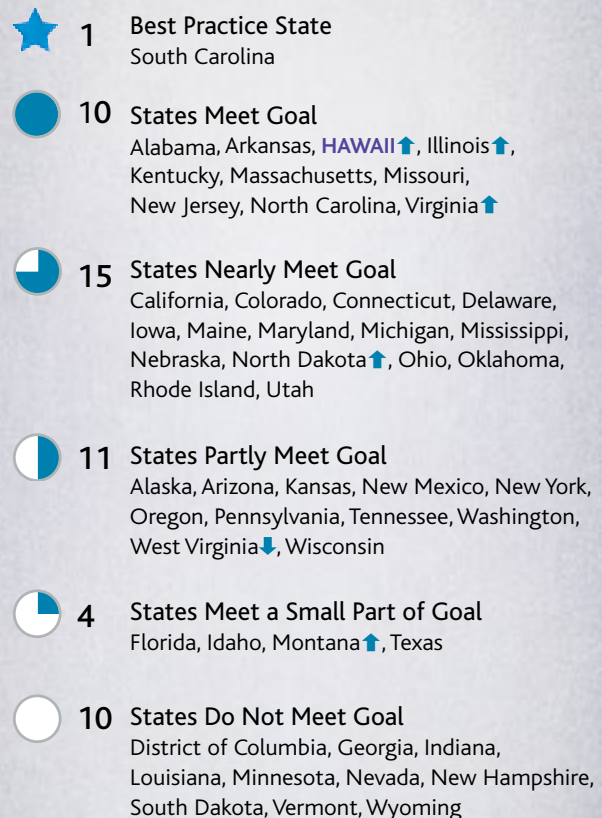 1 Best Practice State
South Carolina
10 States Meet Goal
Alabama, Arkansas, HAWAII⬆, Illinois⬆,
Kentucky, Massachusetts, Missouri,
New Jersey, North Carolina, Virginia⬆
15 States Nearly Meet Goal
California, Colorado, Connecticut, Delaware,
Iowa, Maine, Maryland, Michigan, Mississippi,
Nebraska, North Dakota⬆, Ohio, Oklahoma,
Rhode Island, Utah
11 States Partly Meet Goal
Alaska, Arizona, Kansas, New Mexico, New York,
Oregon, Pennsylvania, Tennessee, Washington,
West Virginia⬇, Wisconsin
4 States Meet a Small Part of Goal
Florida, Idaho, Montana⬆, Texas
10 States Do Not Meet Goal
District of Columbia, Georgia, Indiana,
Louisiana, Minnesota, Nevada, New Hampshire,
South Dakota, Vermont, Wyoming